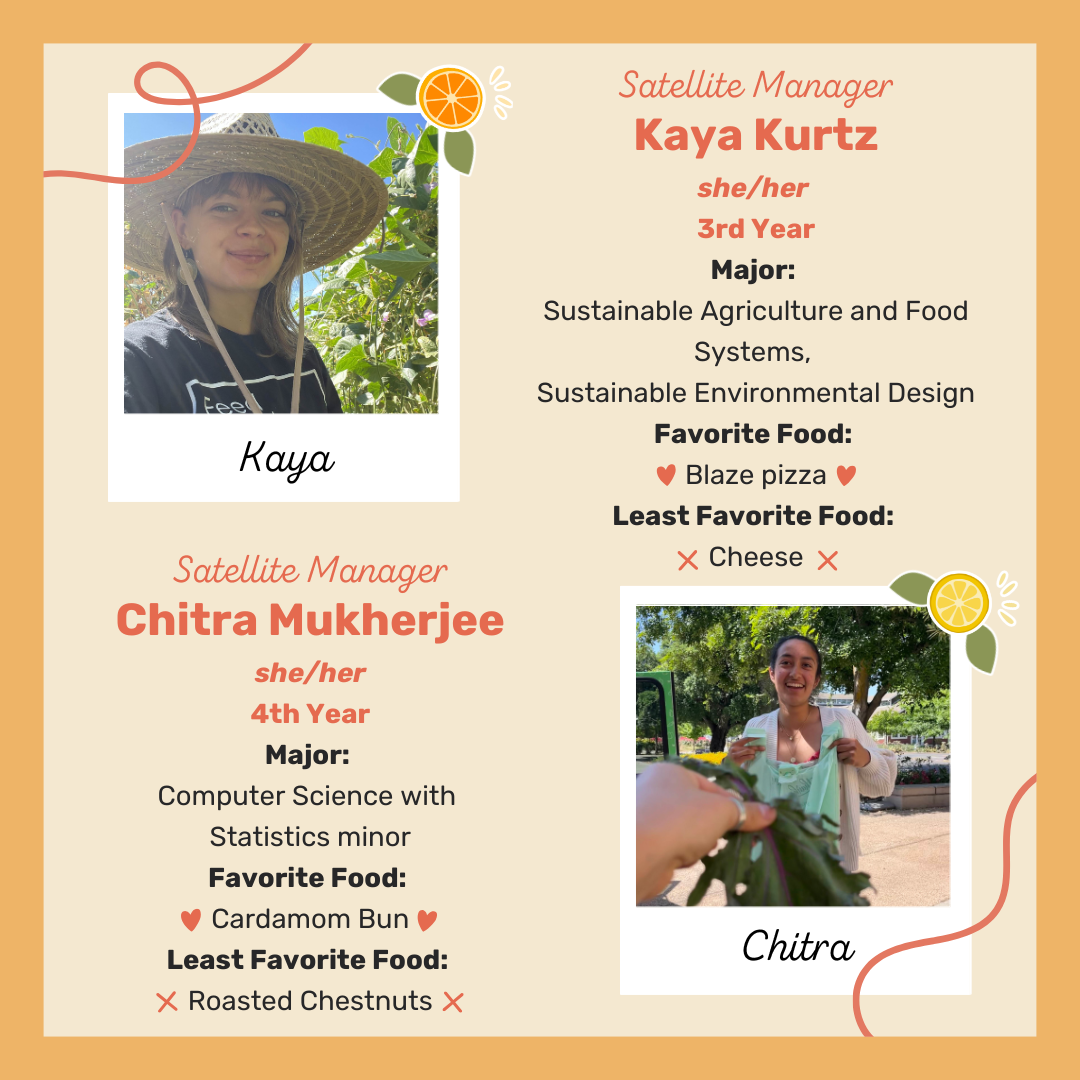 Satellite Manager
Kaya Kurtz
she/her
3rd Year
Major:
Sustainable Agriculture and Food
Systems,
Sustainable Environmental Design
Favorite Food:
Blaze pizza
Least Favorite Food:
Cheese
Feed
Kaya
Satellite Manager
Chitra Mukherjee
she/her
4th Year
Major:
Computer Science with
Statistics minor
Favorite Food:
Cardamom Bun
Least Favorite Food:
Roasted Chestnuts
Chitra